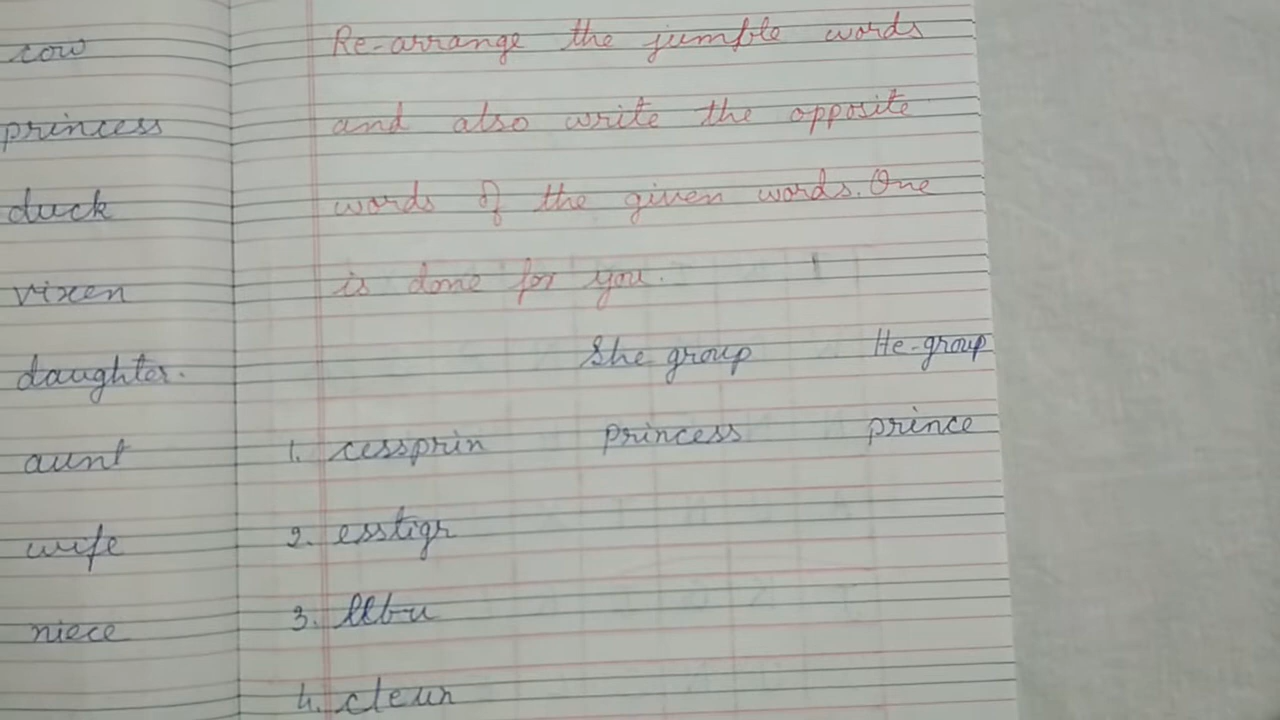 cow
princess
duck
vixen
daughter.
aunt
wife
niece
Re-arrange the jumble words
and also write the opposite
words of the given words. One
is done for you.
She group He-group
1. cessprin princess prince
2. esstigr
3. llbu
4.